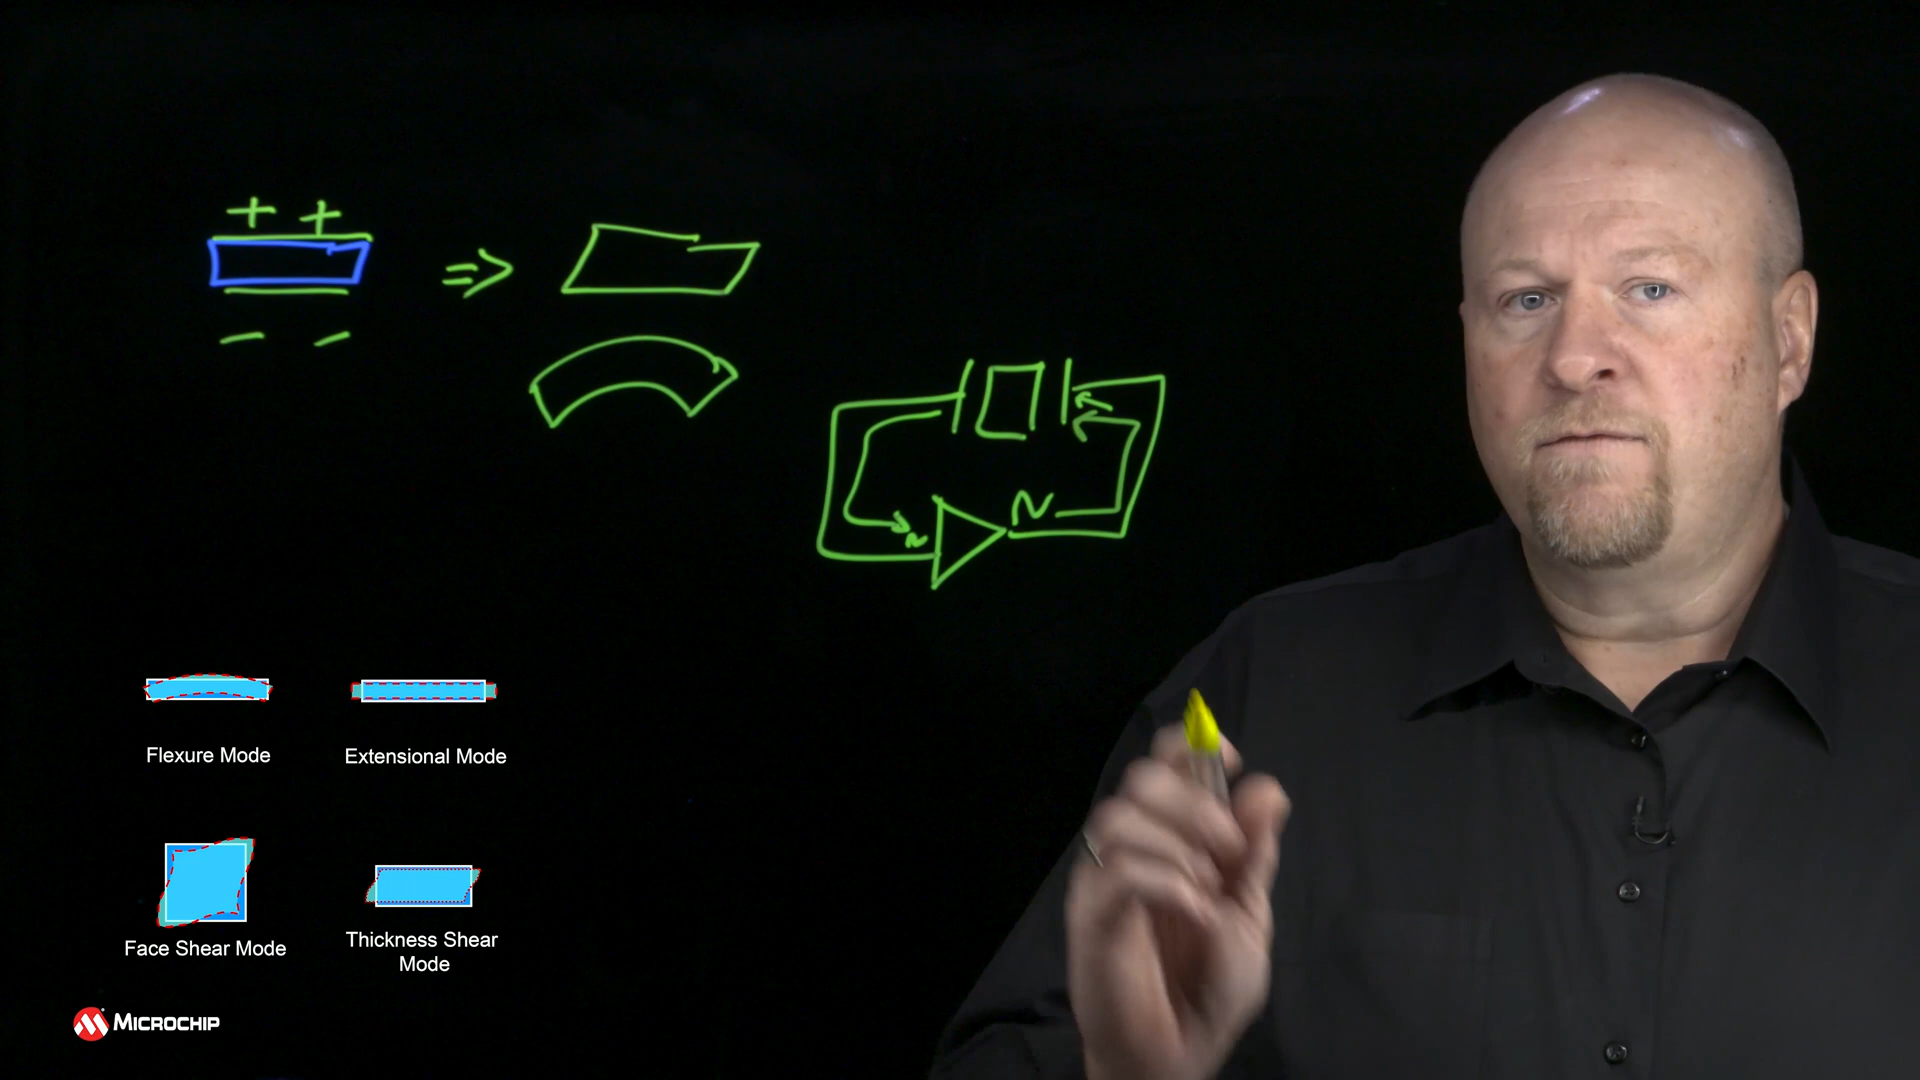 + +
=>
- -
Flexure Mode
Extensional Mode
Face Shear Mode
Thickness Shear
Mode
MICROCHIP